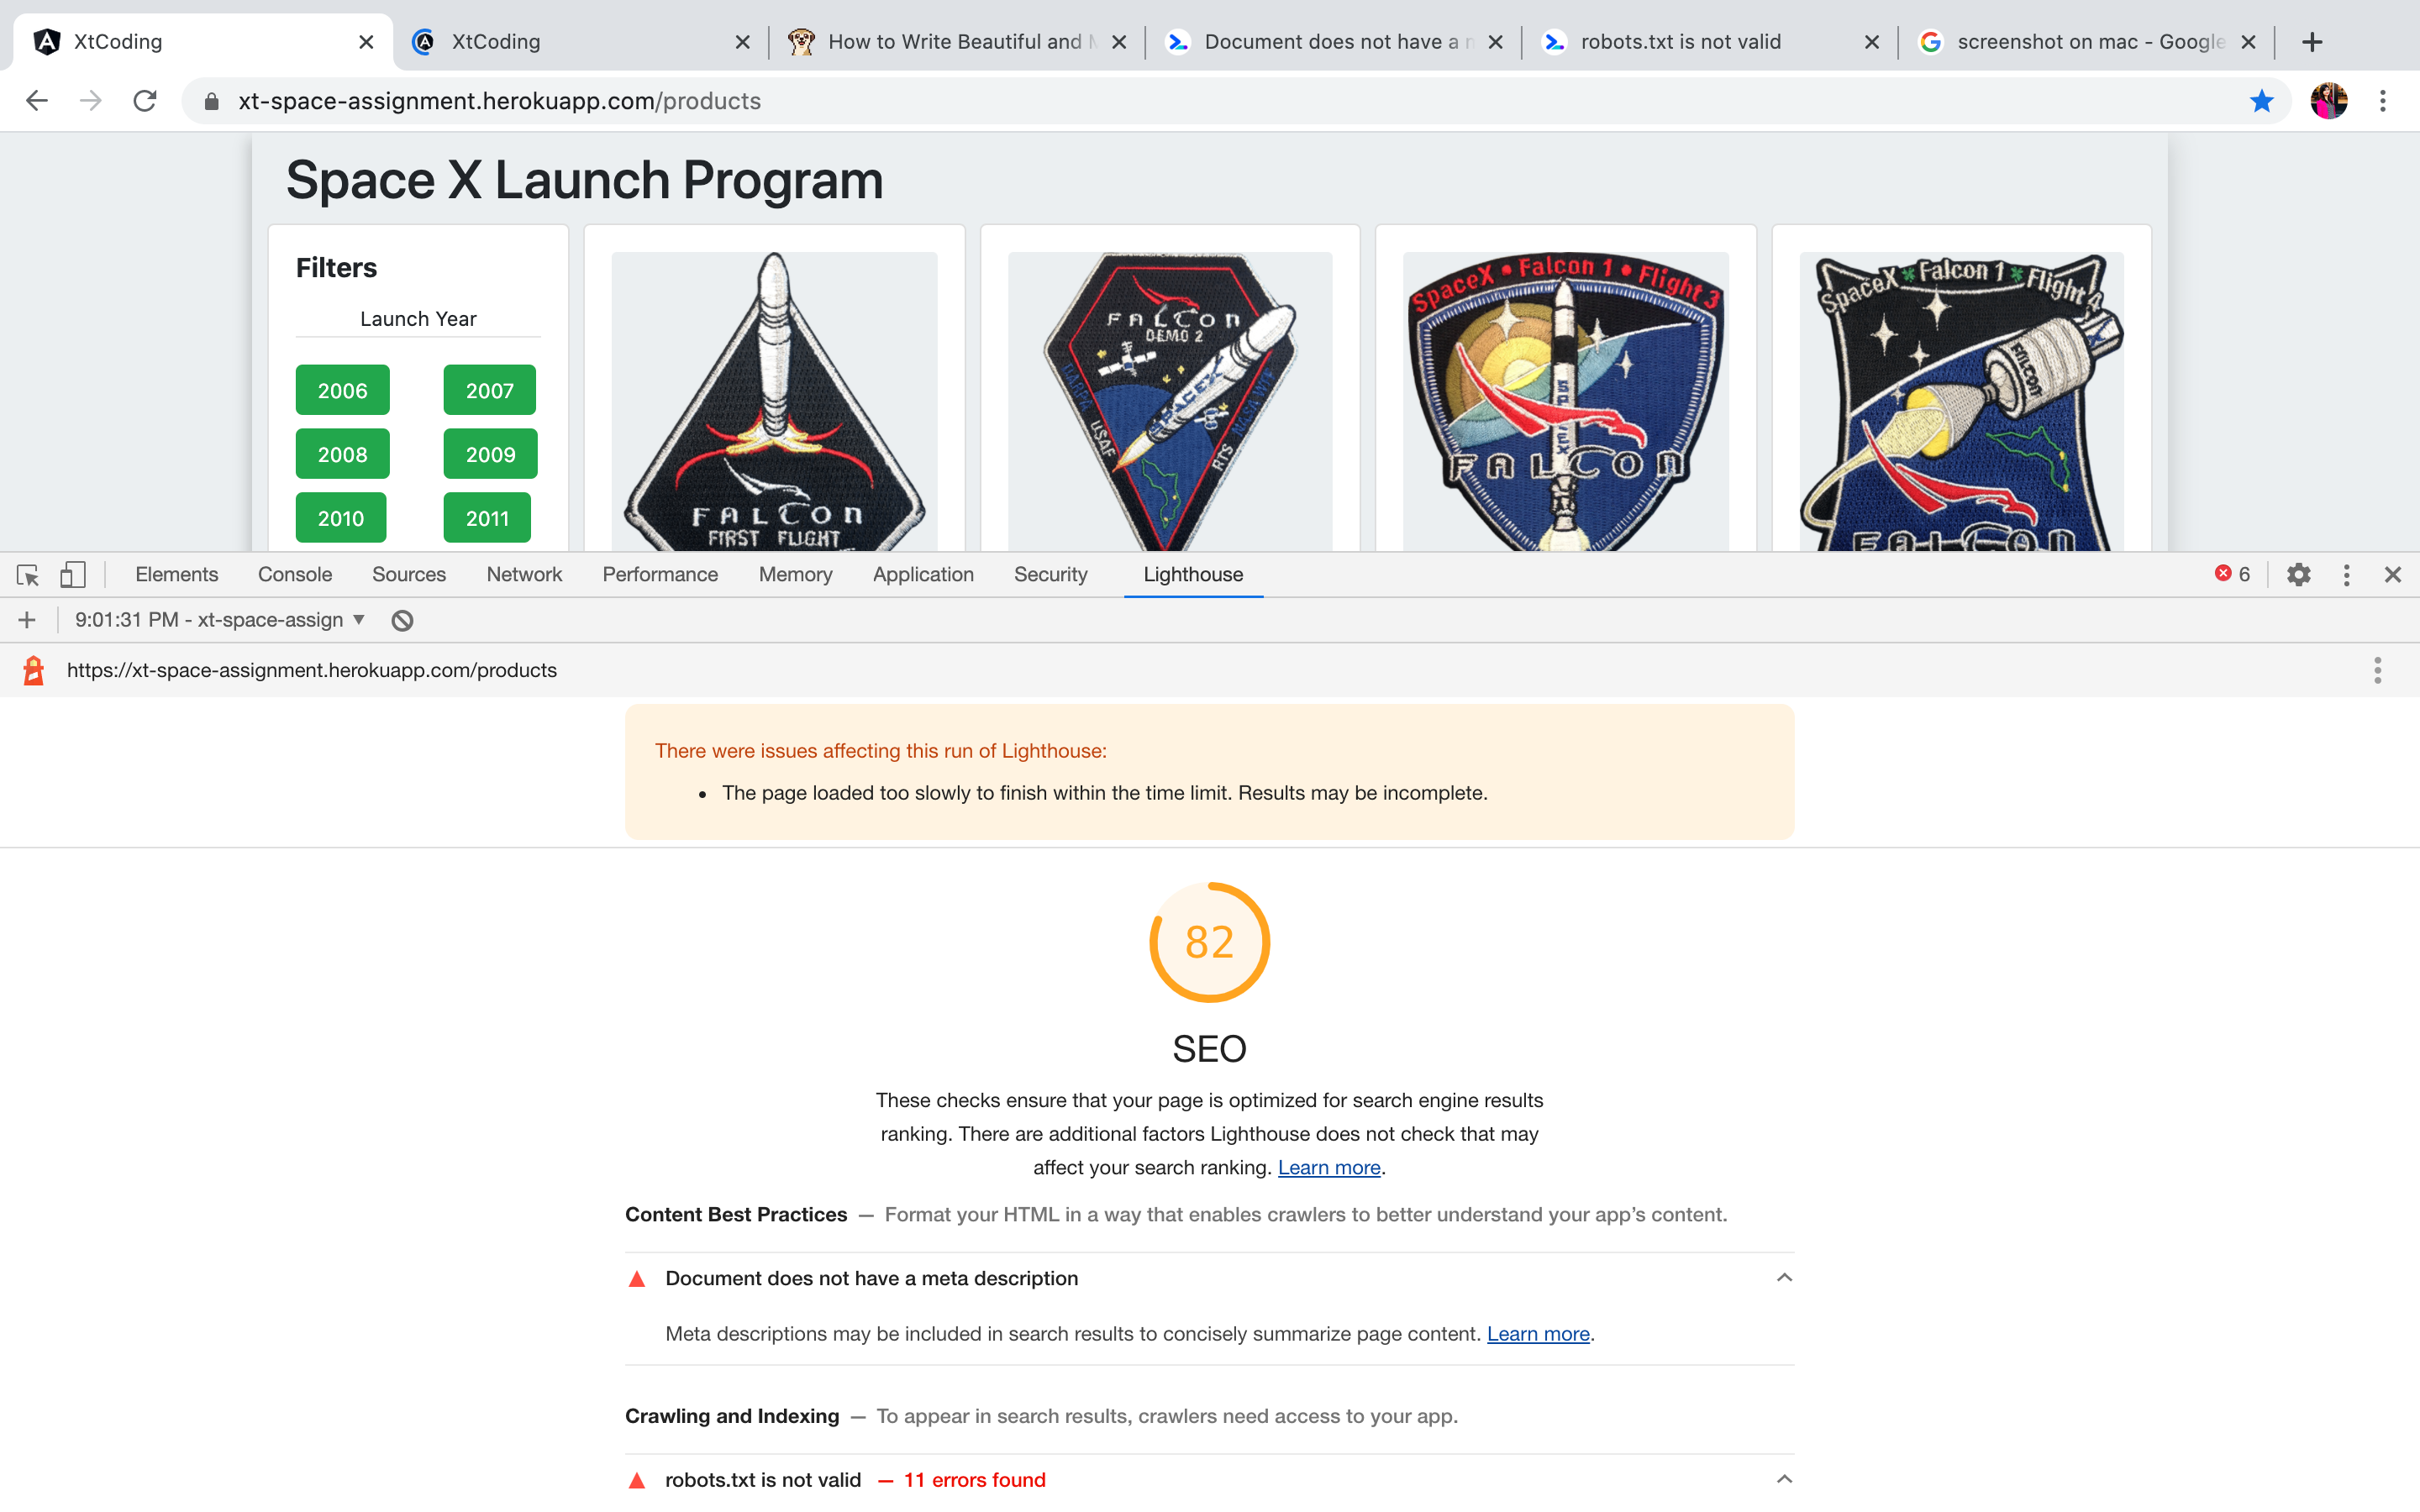 XtCoding
XtCoding
How to Write Beautiful and
Document does not have a
robots.txt is not valid
screenshot on mac - Google
xt-space-assignment.herokuapp.com/products
Space X Launch Program
Filters
Launch Year
2006 2007
2008 2009
2010 2011
FALCON
FIRST FLIGHT
FALCON
DEMO 2
DARPA USAF
SPACEX
RTS NASA
SpaceX • Falcon 1 • Flight 3
SPACEX
FALCON
SpaceX Falcon 1 Flight 4
FALCON
FALCON
Elements Console Sources Network Performance Memory Application Security Lighthouse 6
9:01:31 PM - xt-space-assign
https://xt-space-assignment.herokuapp.com/products
There were issues affecting this run of Lighthouse:
• The page loaded too slowly to finish within the time limit. Results may be incomplete.
82
SEO
These checks ensure that your page is optimized for search engine results
ranking. There are additional factors Lighthouse does not check that may
affect your search ranking. Learn more.
Content Best Practices — Format your HTML in a way that enables crawlers to better understand your app’s content.
Document does not have a meta description
Meta descriptions may be included in search results to concisely summarize page content. Learn more.
Crawling and Indexing — To appear in search results, crawlers need access to your app.
robots.txt is not valid — 11 errors found